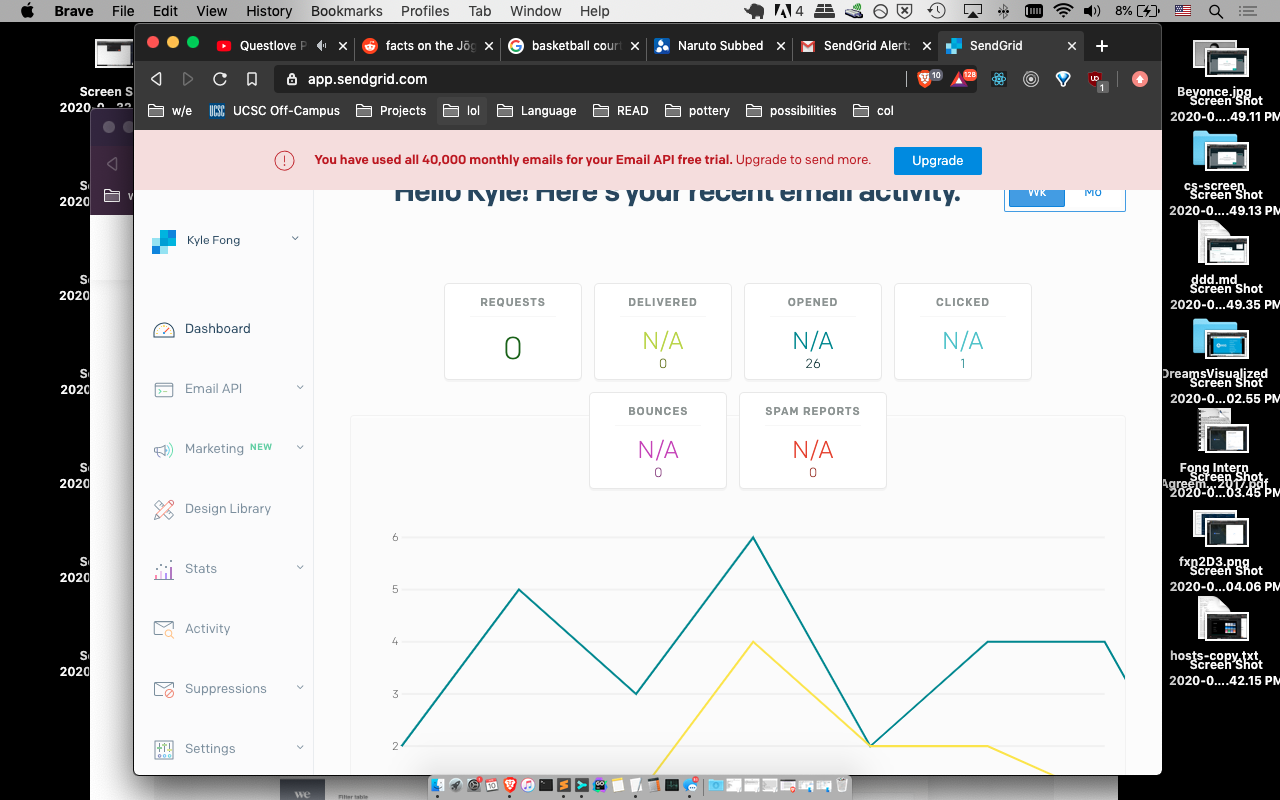 Brave File Edit View History Bookmarks Profiles Tab Window Help 4 8%
Questlove P facts on the Jōg basketball court Naruto Subbed SendGrid Alert: SendGrid
app.sendgrid.com 10 128 1
w/e UCSC UCSC Off-Campus Projects lol Language READ pottery possibilities col
You have used all 40,000 monthly emails for your Email API free trial. Upgrade to send more. Upgrade
Hello Kyle! Here's your recent email activity. Wk Mo
Kyle Fong
Dashboard
Email API
Marketing NEW
Design Library
Stats
Activity
Suppressions
Settings
REQUESTS
0
DELIVERED
N/A
0
OPENED
N/A
26
CLICKED
N/A
1
BOUNCES
N/A
0
SPAM REPORTS
N/A
0
6
5
4
3
2
Screen S
Beyonce.jpg
Screen Shot
2020-0....49.11 PM
cs-screen
Screen Shot
2020-0....49.13 PM
ddd.md
Screen Shot
2020-0....49.35 PM
DreamsVisualized
Screen Shot
2020-0....02.55 PM
Fong Intern
Screen Shot
2020-0....03.45 PM
fxn2D3.png
Screen Shot
2020-0....04.06 PM
hosts-copy.txt
Screen Shot
2020-0....42.15 PM
we
Filter table